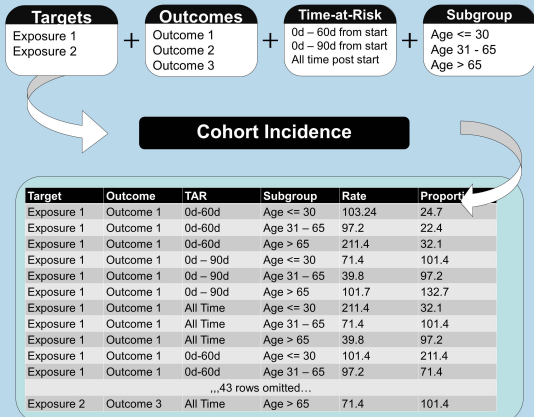 Targets
Exposure 1
Exposure 2
+
Outcomes
Outcome 1
Outcome 2
Outcome 3
+
Time-at-Risk
0d – 60d from start
0d – 90d from start
All time post start
+
Subgroup
Age <= 30
Age 31 - 65
Age > 65
Cohort Incidence
Target Outcome TAR Subgroup Rate Proporti
Exposure 1 Outcome 1 0d-60d Age <= 30 103.24 24.7
Exposure 1 Outcome 1 0d-60d Age 31 – 65 97.2 22.4
Exposure 1 Outcome 1 0d-60d Age > 65 211.4 32.1
Exposure 1 Outcome 1 0d – 90d Age <= 30 71.4 101.4
Exposure 1 Outcome 1 0d – 90d Age 31 – 65 39.8 97.2
Exposure 1 Outcome 1 0d – 90d Age > 65 101.7 132.7
Exposure 1 Outcome 1 All Time Age <= 30 211.4 32.1
Exposure 1 Outcome 1 All Time Age 31 – 65 71.4 101.4
Exposure 1 Outcome 1 All Time Age > 65 39.8 97.2
Exposure 1 Outcome 1 0d-60d Age <= 30 101.4 211.4
Exposure 1 Outcome 1 0d-60d Age 31 – 65 97.2 71.4
,,,43 rows omitted…
Exposure 2 Outcome 3 All Time Age > 65 71.4 101.4